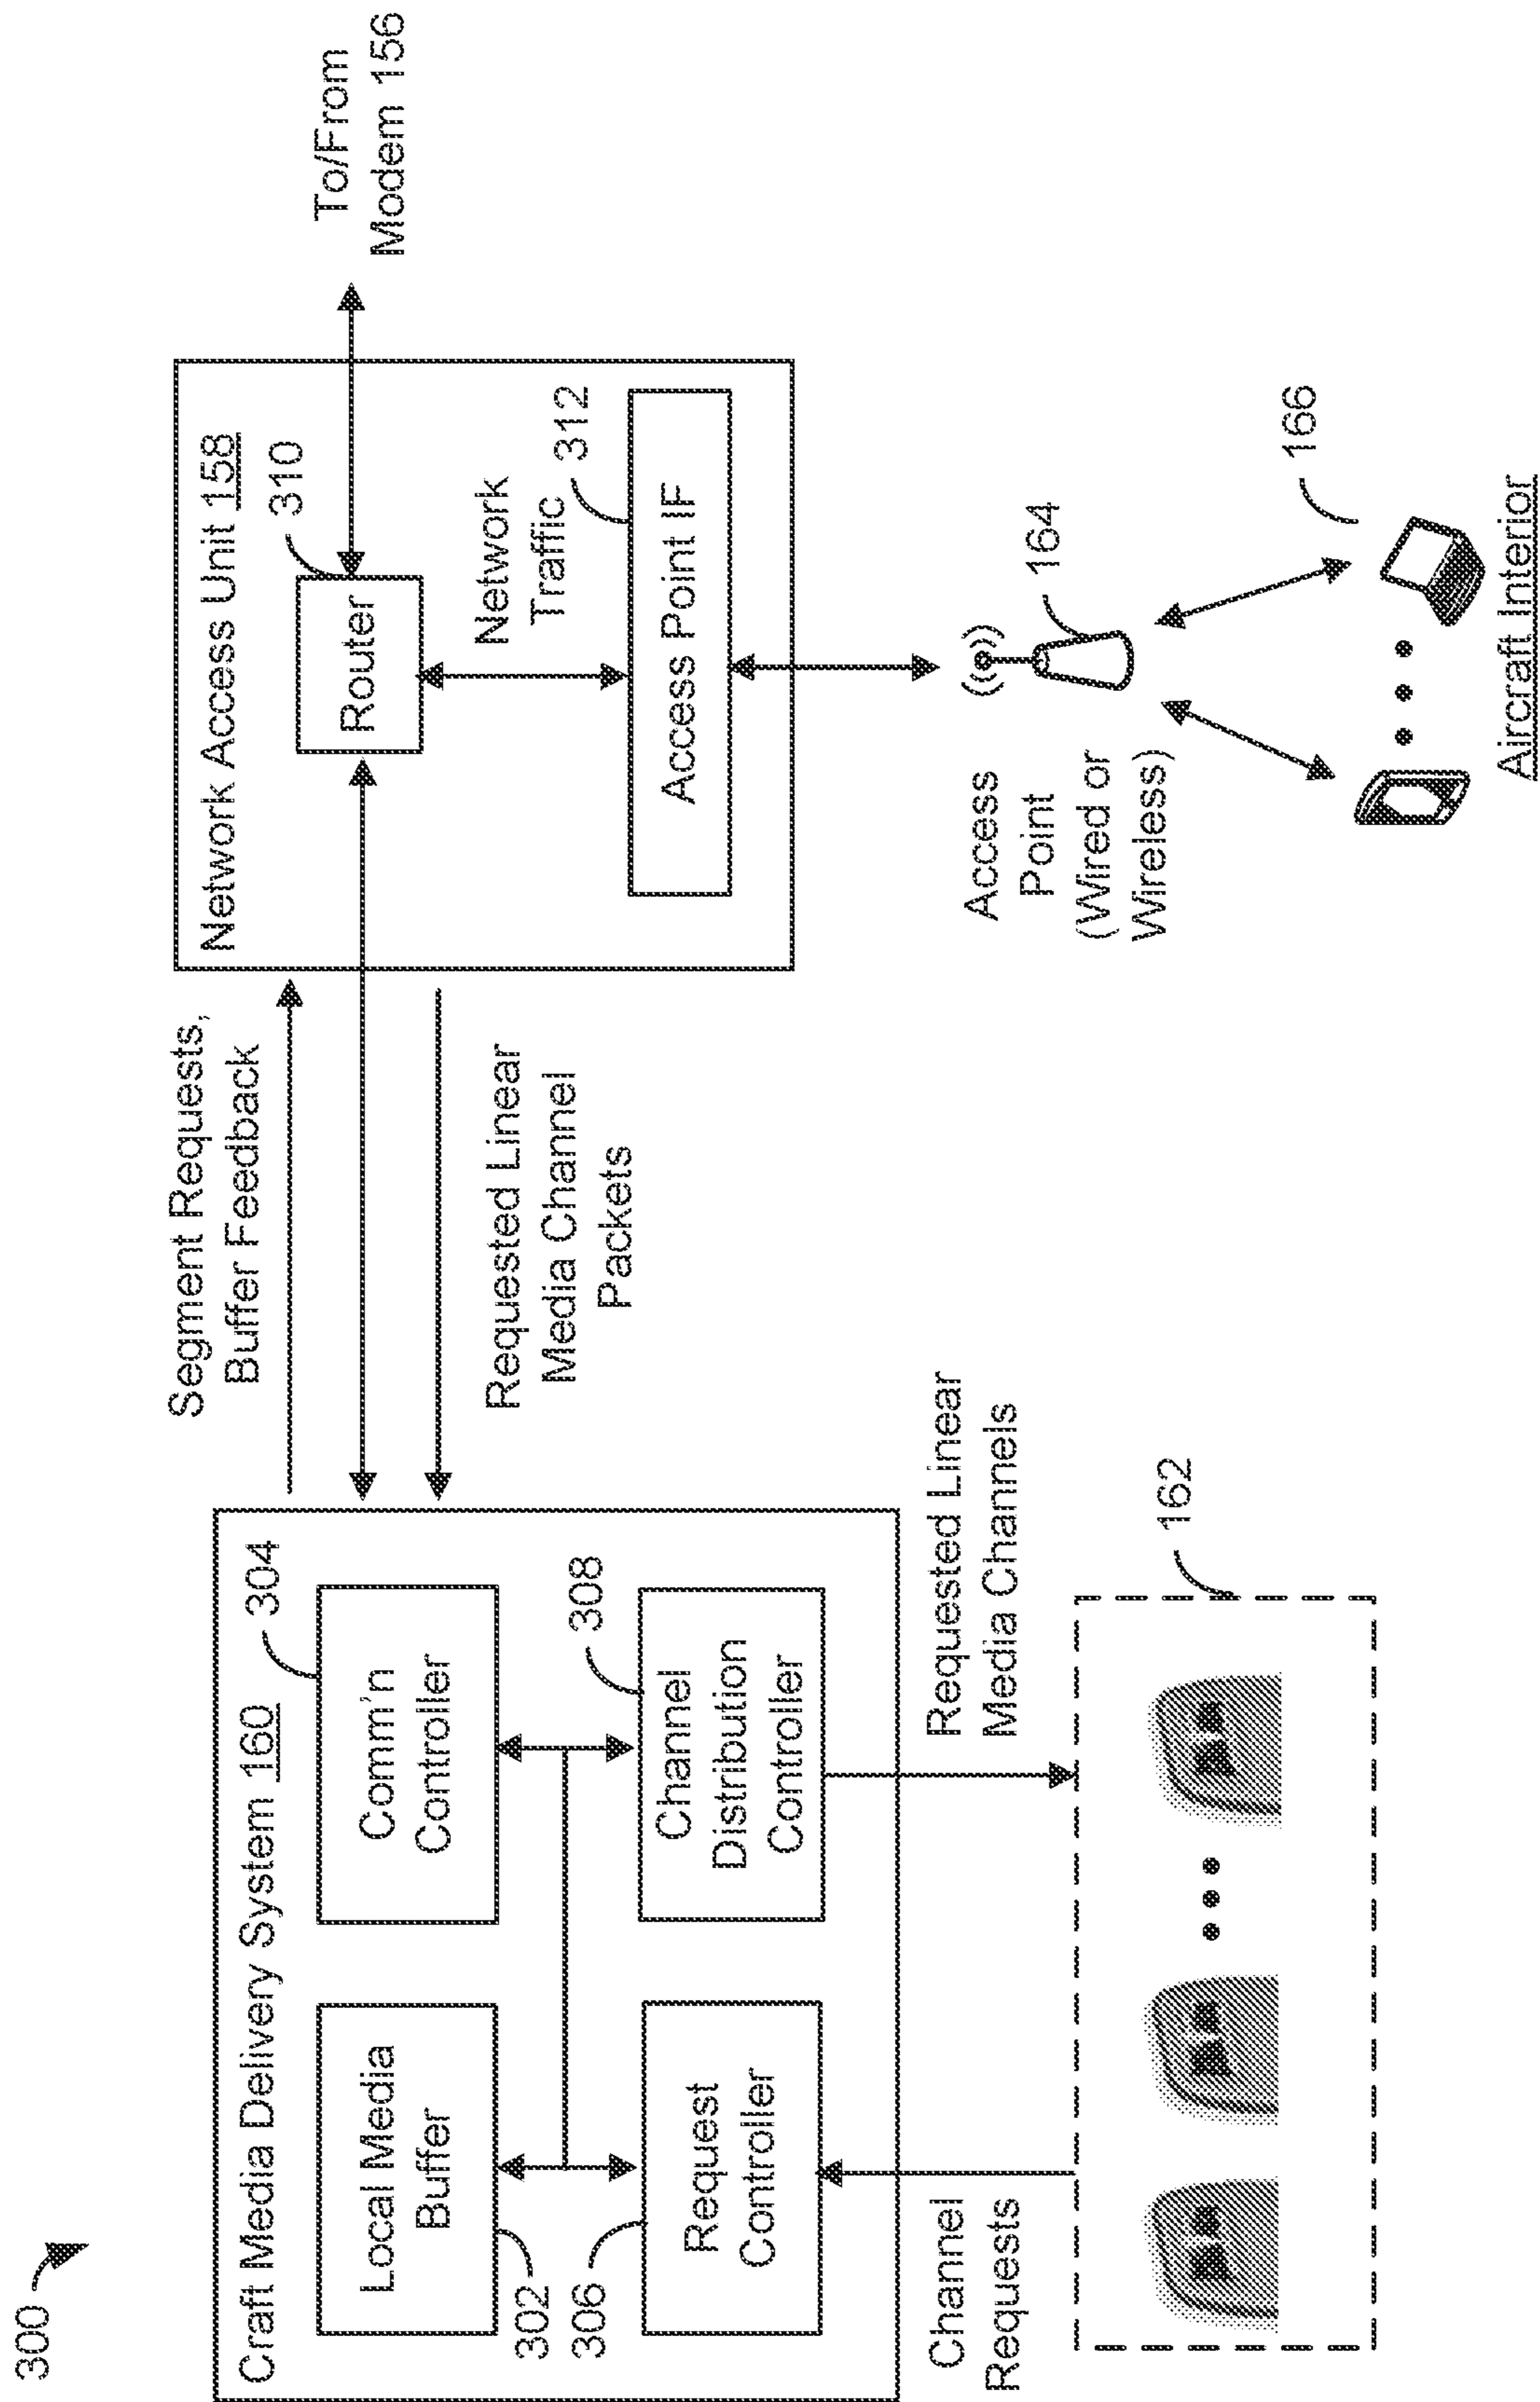 300
Craft Media Delivery System 160
Local Media
Buffer
302
Comm'n
Controller
304
306
Request
Controller
308
Channel
Distribution
Controller
Channel
Requests
Requested Linear
Media Channels
162
Segment Requests,
Buffer Feedback
Requested Linear
Media Channel
Packets
Network Access Unit 158
310
Router
Network
Traffic
312
Access Point IF
To/From
Modem 156
Access
Point
(Wired or
Wireless)
164
166
Aircraft Interior